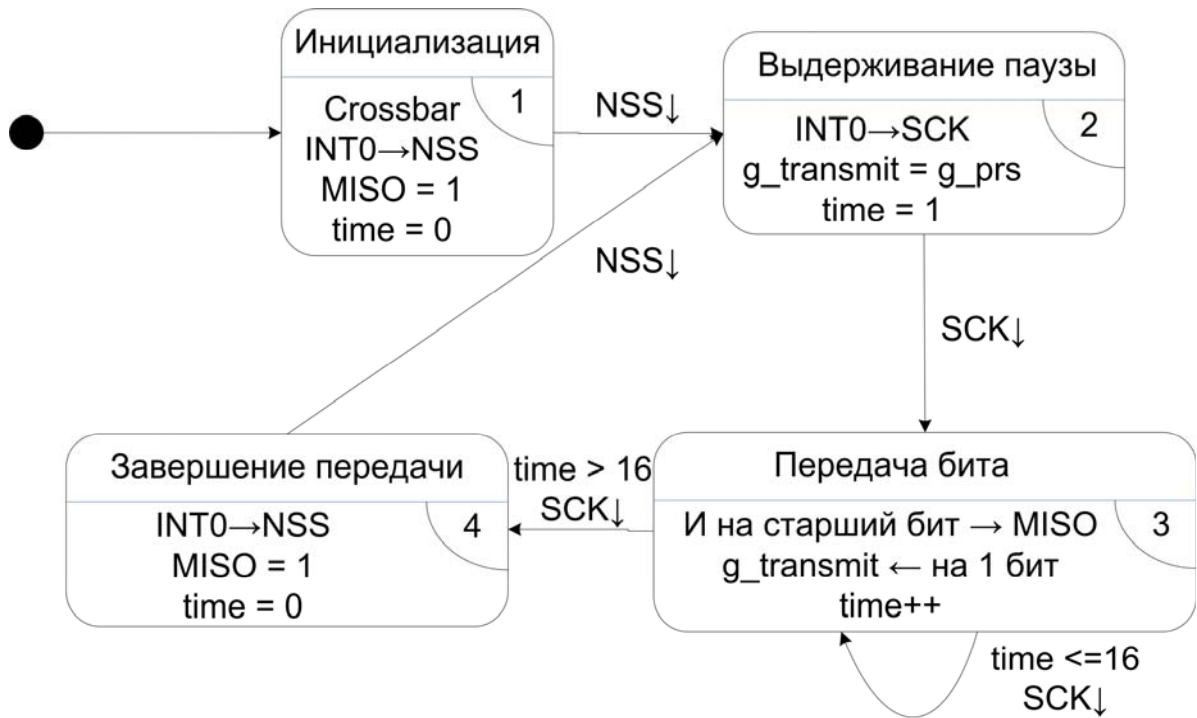 Инициализация
1
Crossbar
INT0→NSS
MISO = 1
time = 0
NSS↓
Выдерживание паузы
2
INT0→SCK
g_transmit = g_prs
time = 1
NSS↓
SCK↓
Передача бита
3
И на старший бит → MISO
g_transmit ← на 1 бит
time++
time <=16
SCK↓
time > 16
SCK↓
Завершение передачи
4
INT0→NSS
MISO = 1
time = 0